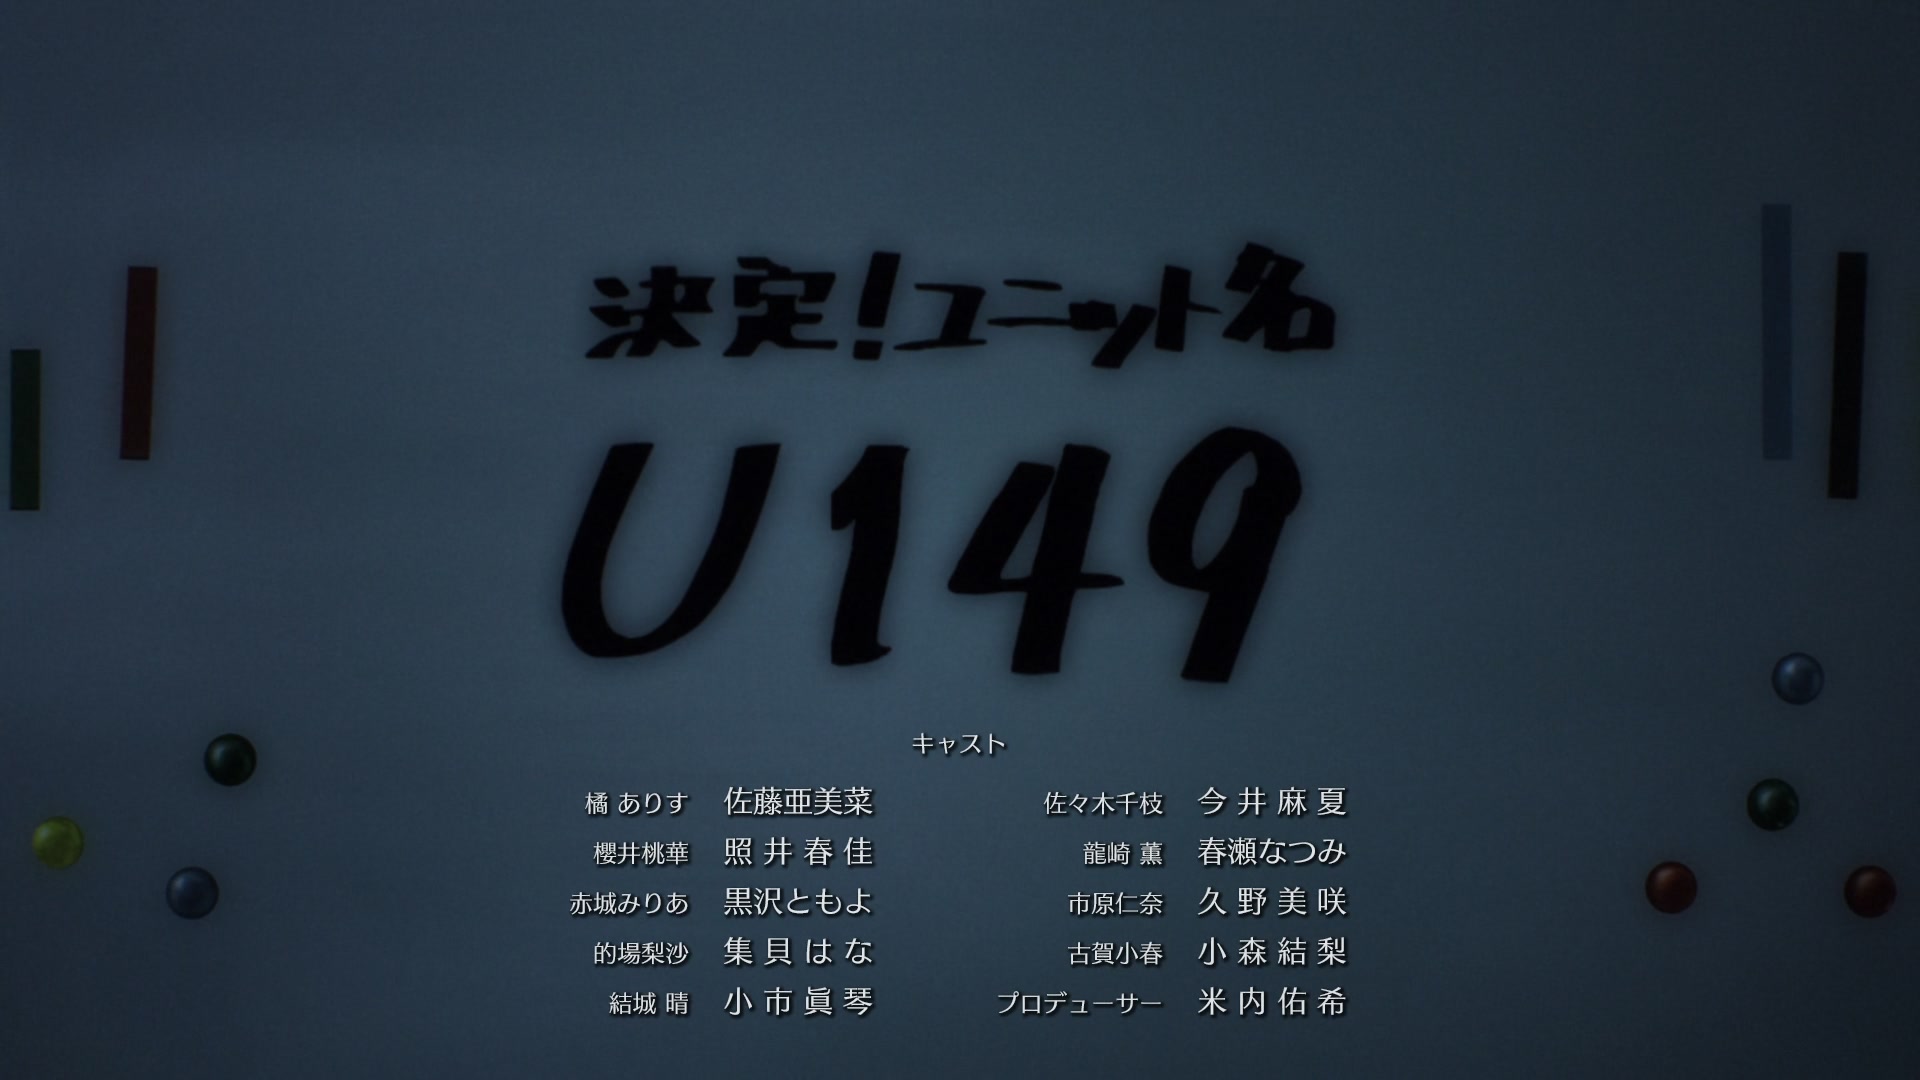 決定!ユニット名
U149
キャスト
橘 ありす 佐藤亜美菜
櫻井桃華 照井春佳
赤城みりあ 黒沢ともよ
的場梨沙 集貝はな
結城 晴 小市眞琴
佐々木千枝 今井麻夏
龍崎 薫 春瀬なつみ
市原仁奈 久野美咲
古賀小春 小森結梨
プロデューサー 米内佑希